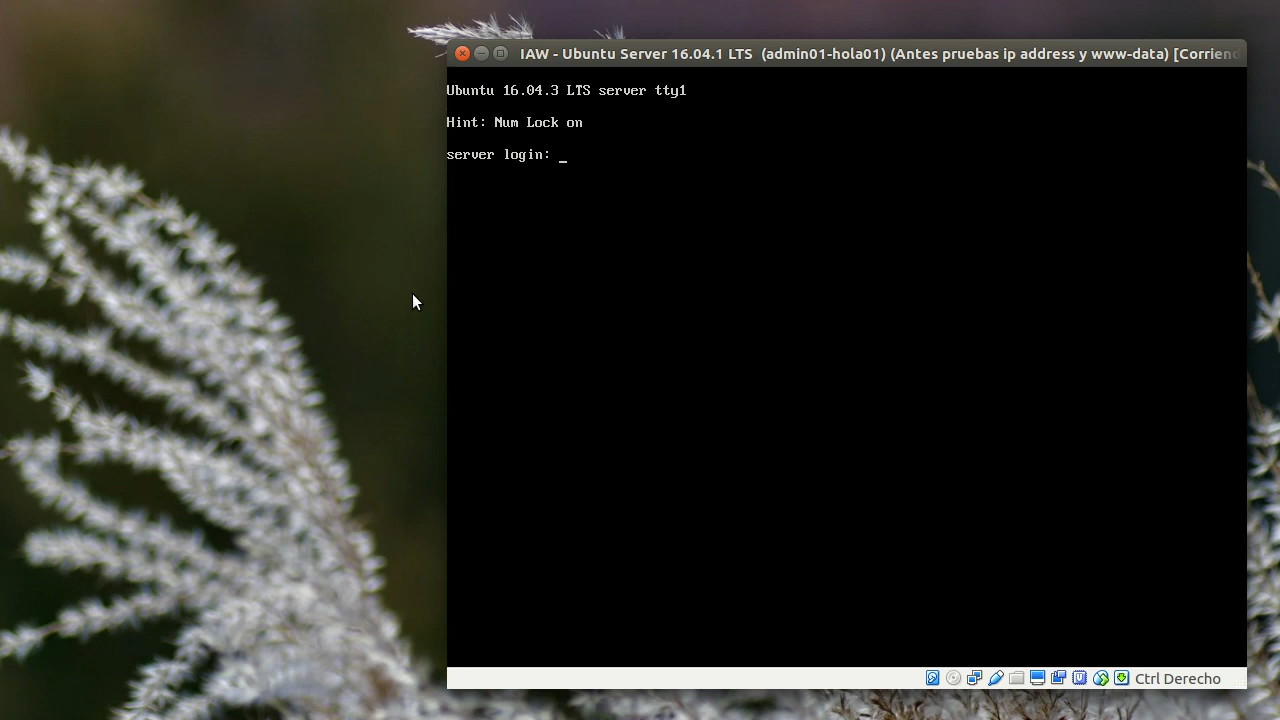 IAW - Ubuntu Server 16.04.1 LTS (admin01-hola01) (Antes pruebas ip address y www-data) [Corriend
Ubuntu 16.04.3 LTS server tty1
Hint: Num Lock on
server login: _
Ctrl Derecho